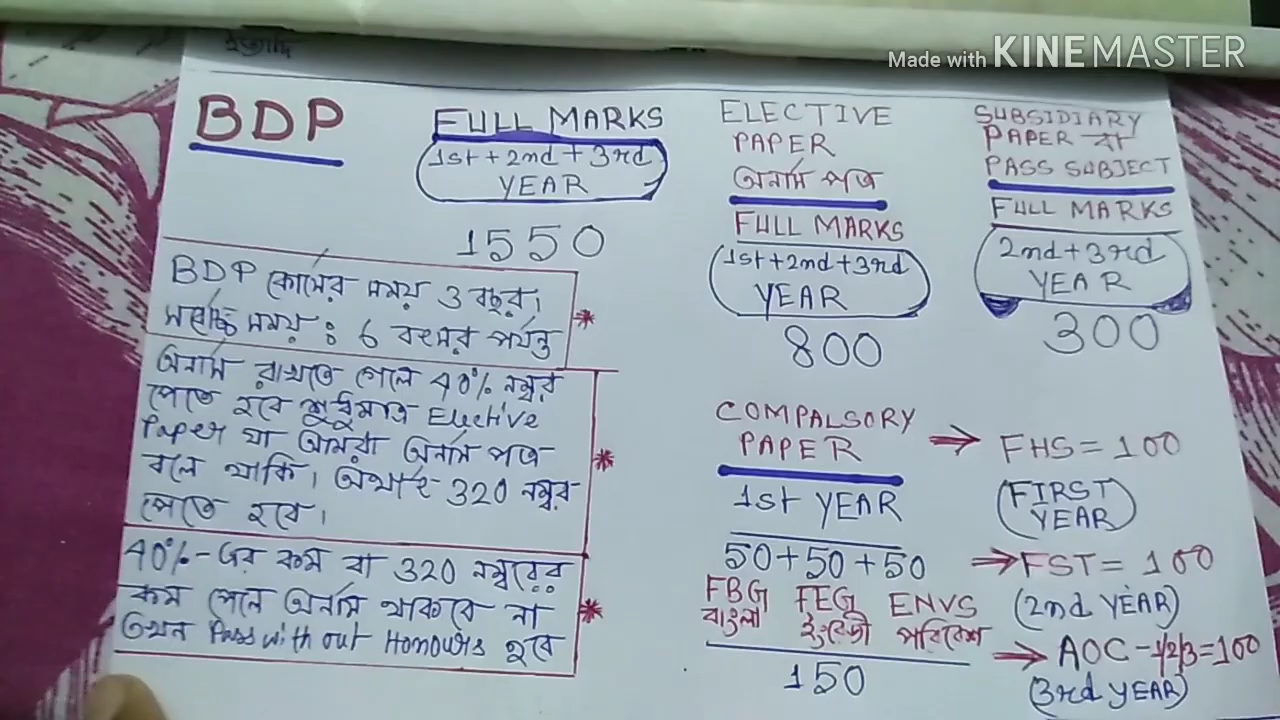 Made with KINEMASTER
ইত্যাদি
BDP
FULL MARKS
1st+2nd+3rd
YEAR
1550
BDP কোর্সের সময় 3 বছর।
সর্বোচ্চ সময় : 6 বৎসর পর্যন্ত
অনার্স রাখতে গেলে 40% নম্বর
পেতে হবে শুধুমাত্র Elective
Paper যা আমরা অনার্স পত্র
বলে থাকি। অর্থাৎ 320 নম্বর
পেতে হবে।
40%-এর কম বা 320 নম্বরের
কম পেলে অনার্স থাকবে না
তখন Pass with out Honours হবে
ELECTIVE
PAPER
অনার্স পত্র
FULL MARKS
1st+2nd+3rd
YEAR
800
SUBSIDIARY
PAPER বা
PASS SUBJECT
FULL MARKS
2nd+3rd
YEAR
300
COMPALSORY
PAPER
1st YEAR
50+50+50
FBG FEG ENVS
বাংলা ইংরেজী পরিবেশ
150
FHS=100
(FIRST
YEAR)
FST=100
(2nd YEAR)
AOC-1/2/3=100
(3rd YEAR)